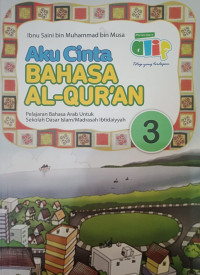 Ibnu Saini bin Muhammad bin Musa
alif
Aku Cinta
BAHASA
AL-QUR'AN
Pelajaran Bahasa Arab Untuk
Sekolah Dasar Islam/Madrasah Ibtidaiyyah
3